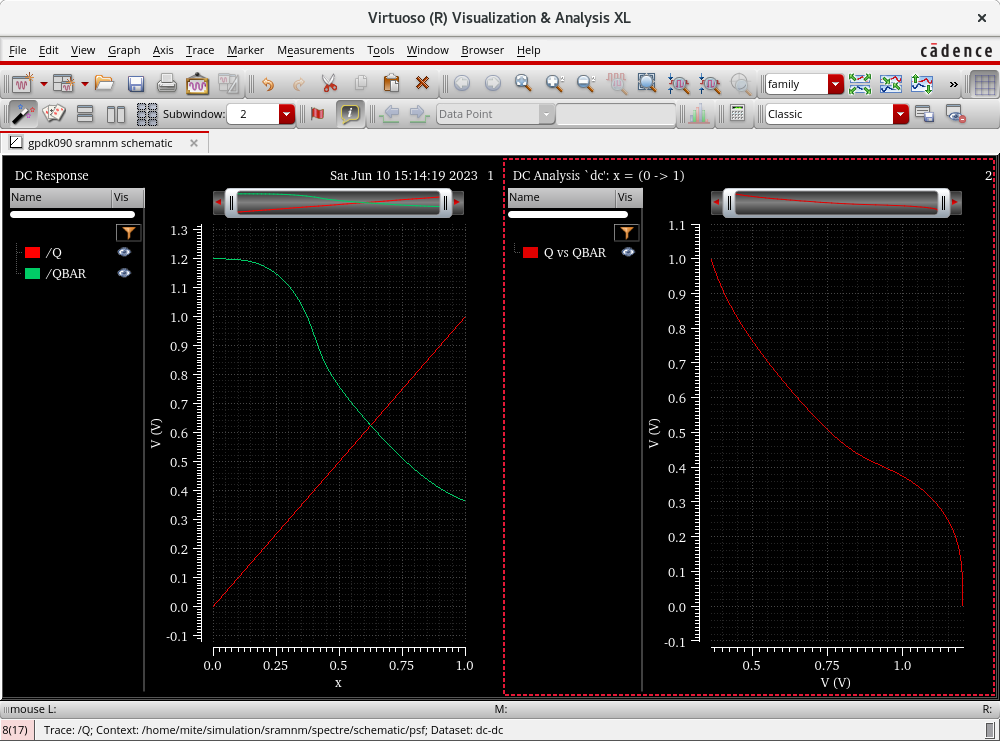 Virtuoso (R) Visualization & Analysis XL
File Edit View Graph Axis Trace Marker Measurements Tools Window Browser Help
cādence
family
»
Subwindow: 2
Data Point
Classic
gpdk090 sramnm schematic
DC Response
Sat Jun 10 15:14:19 2023 1
Name Vis
/Q
/QBAR
1.3
1.2
1.1
1.0
0.9
0.8
0.7
0.6
0.5
0.4
0.3
0.2
0.1
0.0
-0.1
V (V)
0.0 0.25 0.5 0.75 1.0
x
DC Analysis `dc': x = (0 -> 1)
2
Name Vis
Q vs QBAR
1.1
1.0
0.9
0.8
0.7
0.6
0.5
0.4
0.3
0.2
0.1
0.0
-0.1
V (V)
0.5 0.75 1.0
V (V)
mouse L: M: R:
8(17) Trace: /Q; Context: /home/mite/simulation/sramnm/spectre/schematic/psf; Dataset: dc-dc